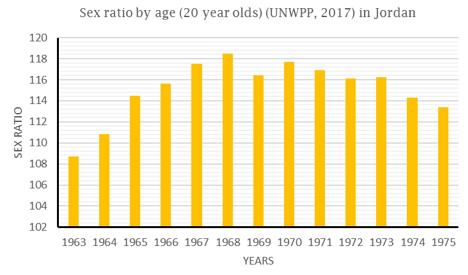 Sex ratio by age (20 year olds) (UNWPP, 2017) in Jordan
120
118
116
114
112
110
108
106
104
102
SEX RATIO
1963 1964 1965 1966 1967 1968 1969 1970 1971 1972 1973 1974 1975
YEARS